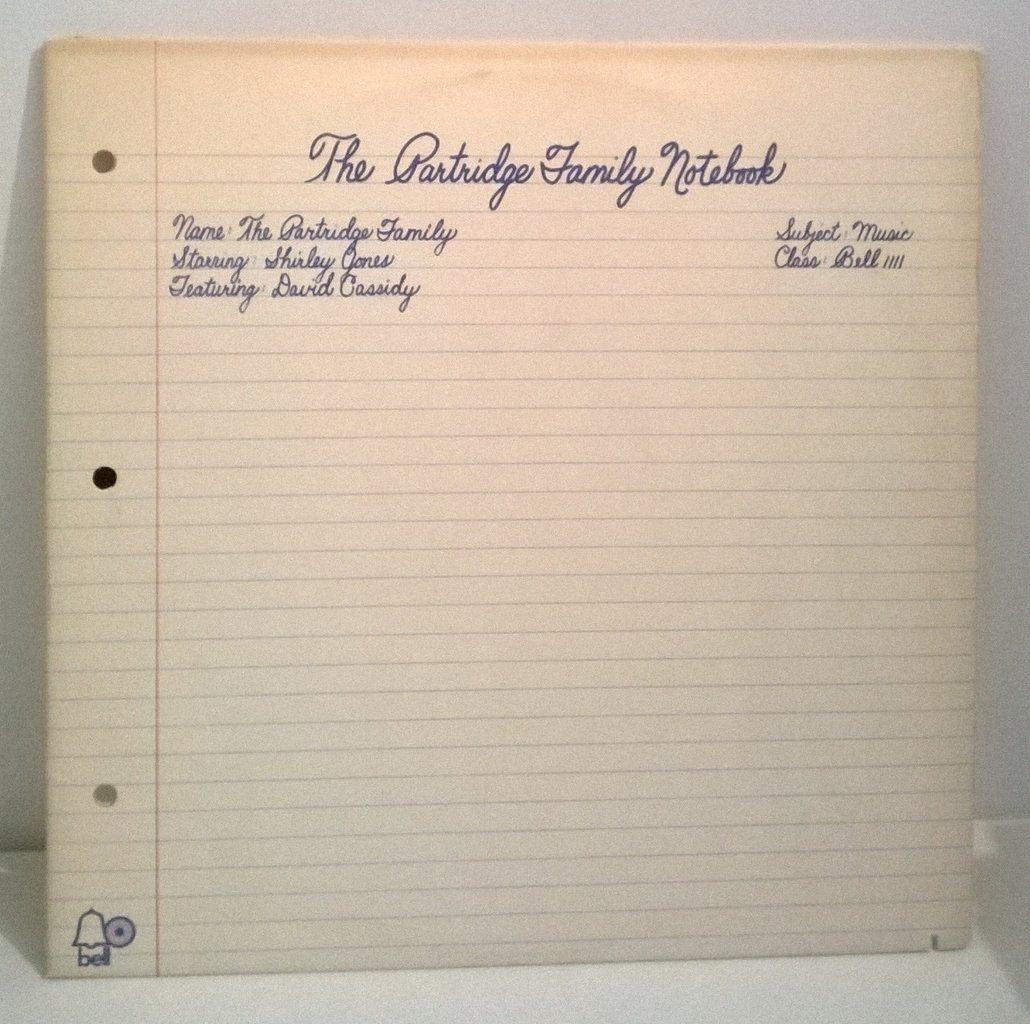 The Partridge Family Notebook
Name: The Partridge Family
Starring: Shirley Jones
Featuring: David Cassidy
Subject: Music
Class: Bell 1111
bell